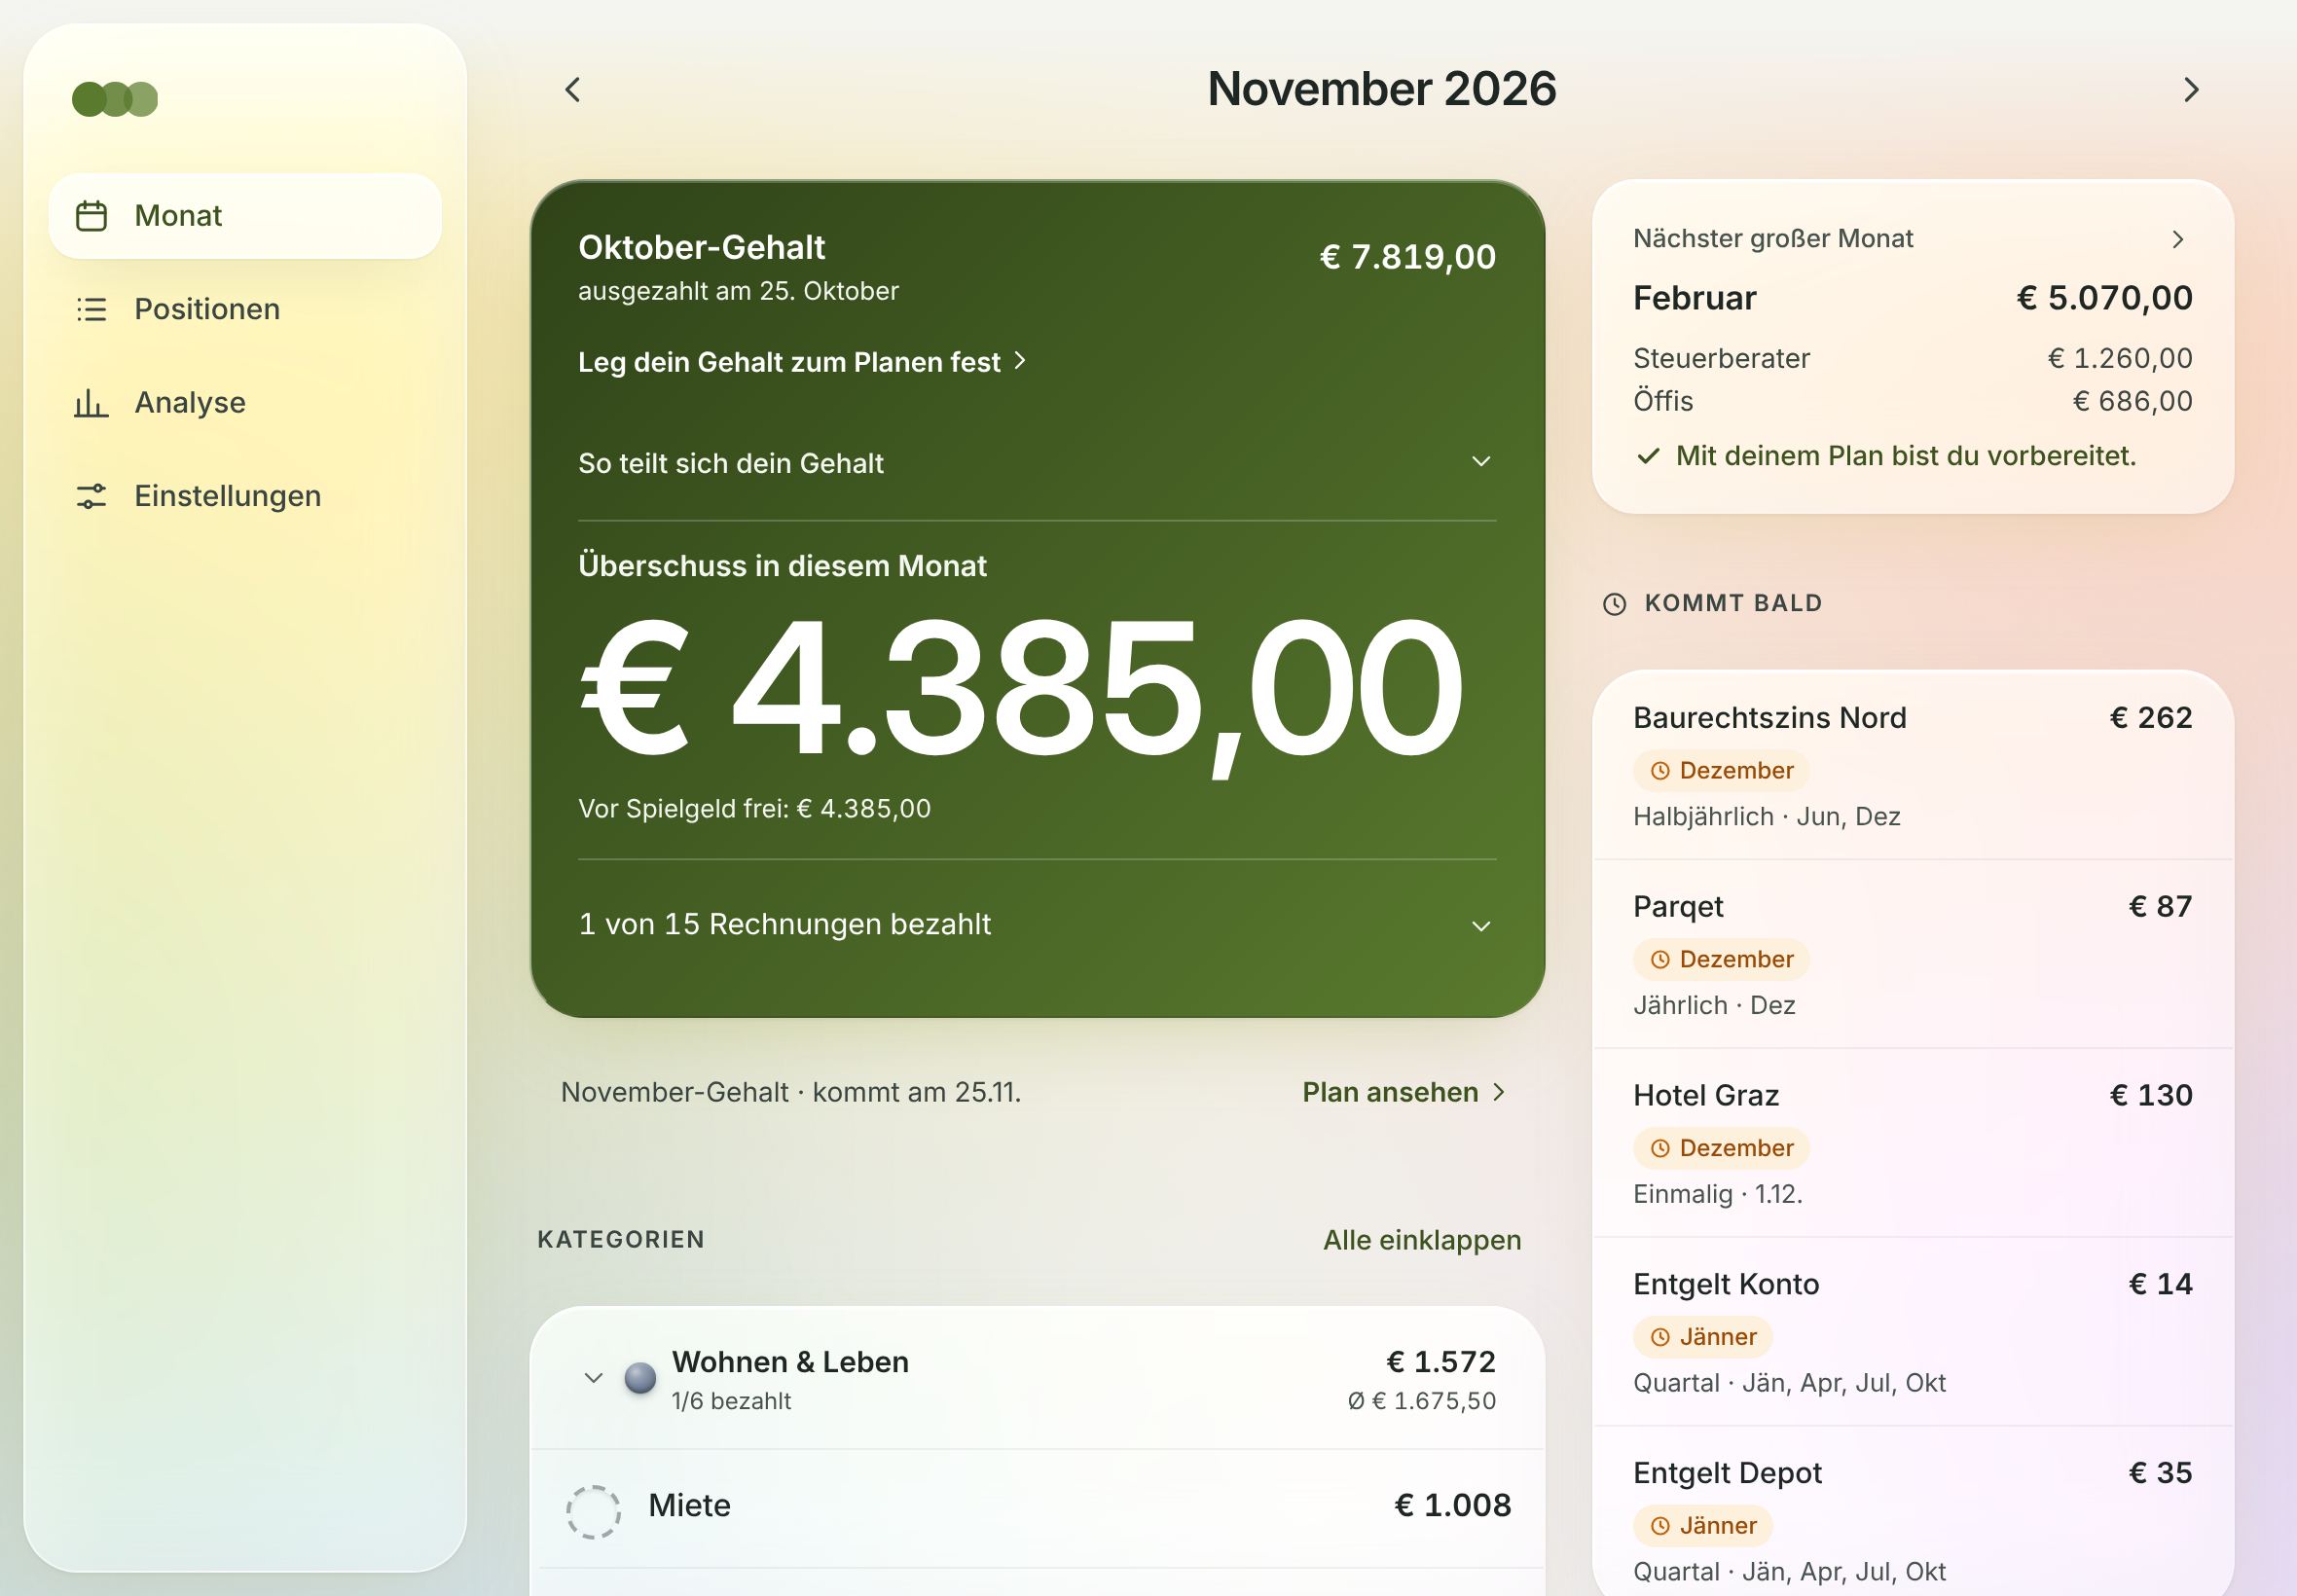 November 2026
Monat
Positionen
Analyse
Einstellungen
Oktober-Gehalt
€ 7.819,00
ausgezahlt am 25. Oktober
Leg dein Gehalt zum Planen fest
So teilt sich dein Gehalt
Überschuss in diesem Monat
€ 4.385,00
Vor Spielgeld frei: € 4.385,00
1 von 15 Rechnungen bezahlt
November-Gehalt · kommt am 25.11.
Plan ansehen
KATEGORIEN
Alle einklappen
Wohnen & Leben
€ 1.572
1/6 bezahlt
Ø € 1.675,50
Miete
€ 1.008
Nächster großer Monat
Februar
€ 5.070,00
Steuerberater
€ 1.260,00
Öffis
€ 686,00
Mit deinem Plan bist du vorbereitet.
KOMMT BALD
Baurechtszins Nord
€ 262
Dezember
Halbjährlich · Jun, Dez
Parqet
€ 87
Dezember
Jährlich · Dez
Hotel Graz
€ 130
Dezember
Einmalig · 1.12.
Entgelt Konto
€ 14
Jänner
Quartal · Jän, Apr, Jul, Okt
Entgelt Depot
€ 35
Jänner
Quartal · Jän, Apr, Jul, Okt